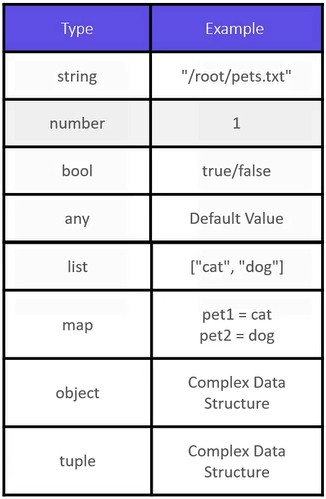 Type Example
string "/root/pets.txt"
number 1
bool true/false
any Default Value
list ["cat", "dog"]
map pet1 = cat
pet2 = dog
object Complex Data
Structure
tuple Complex Data
Structure